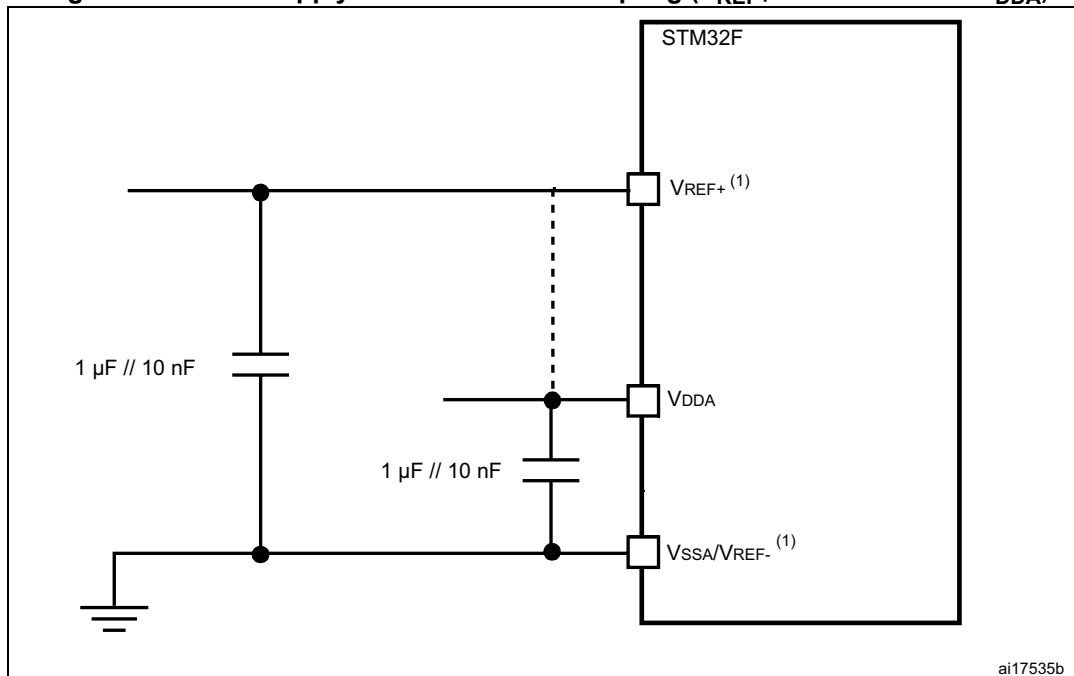 STM32F
VREF+ (1)
1 µF // 10 nF
VDDA
1 µF // 10 nF
VSSA/VREF- (1)
ai17535b